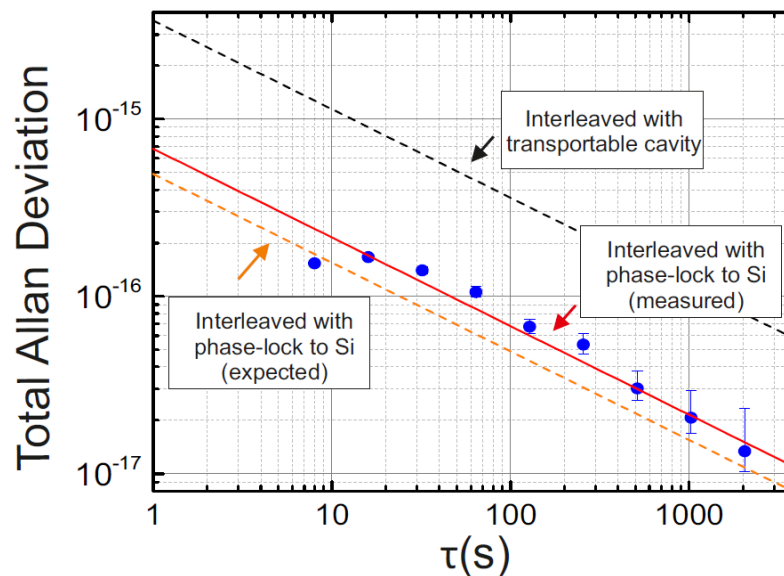 Total Allan Deviation
10⁻¹⁵
10⁻¹⁶
10⁻¹⁷
Interleaved with
transportable cavity
Interleaved with
phase-lock to Si
(measured)
Interleaved with
phase-lock to Si
(expected)
1 10 100 1000
τ(s)